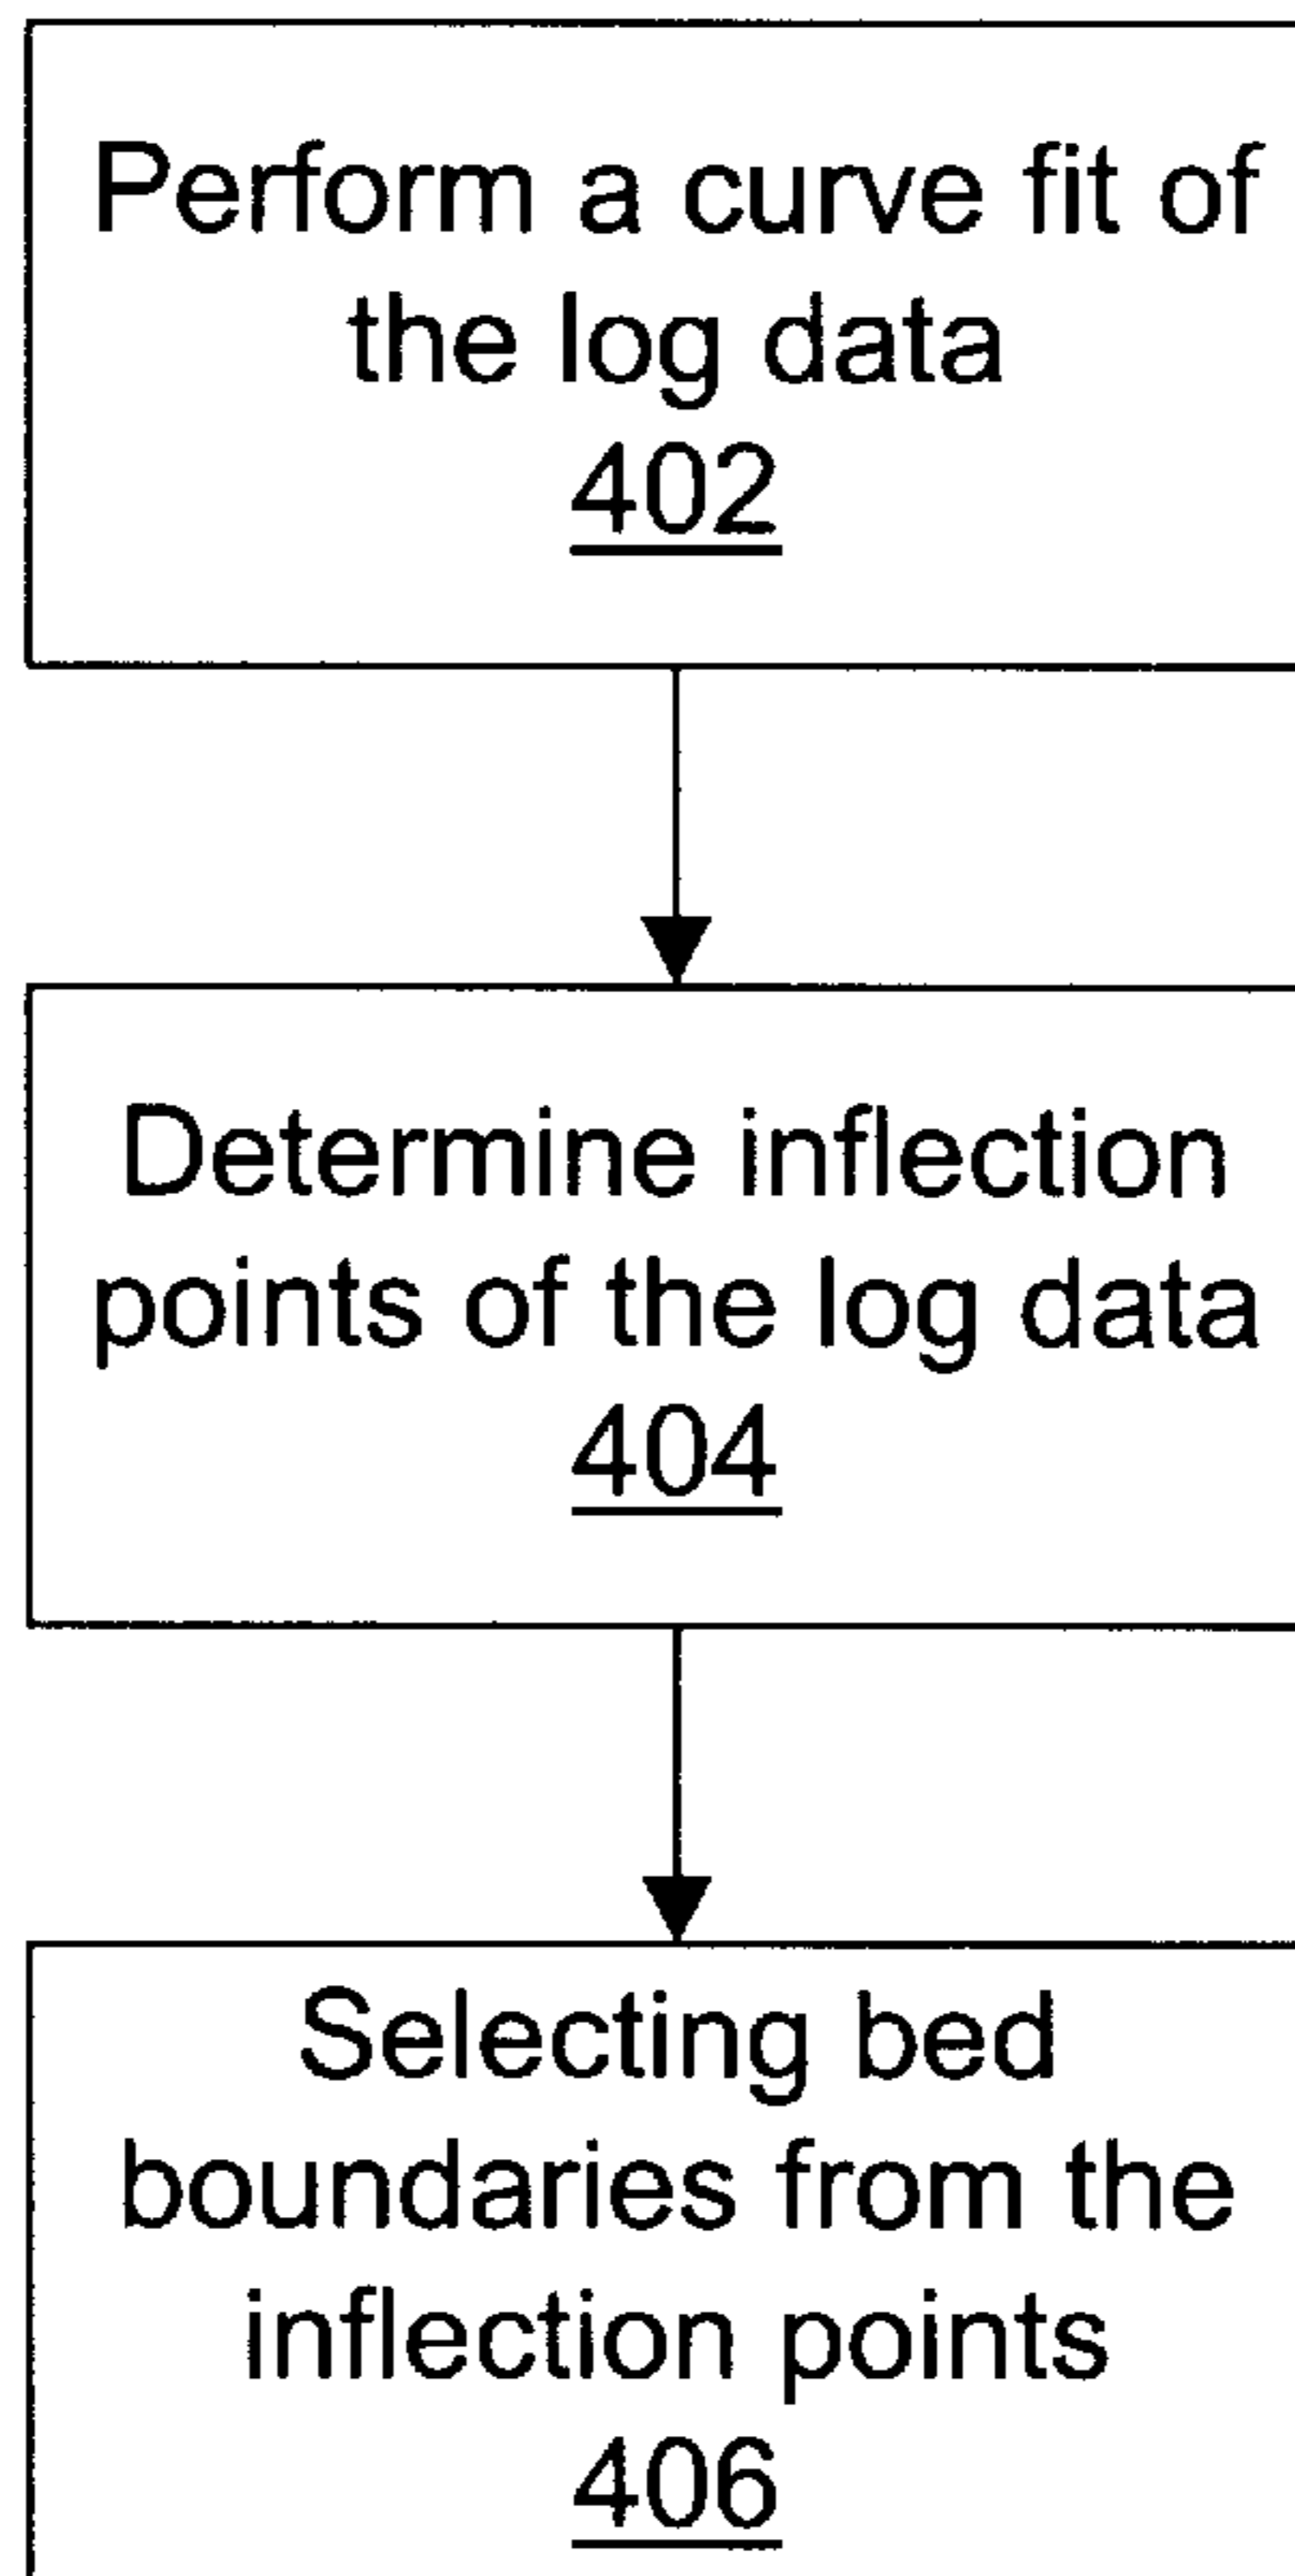 Perform a curve fit of
the log data
402
Determine inflection
points of the log data
404
Selecting bed
boundaries from the
inflection points
406